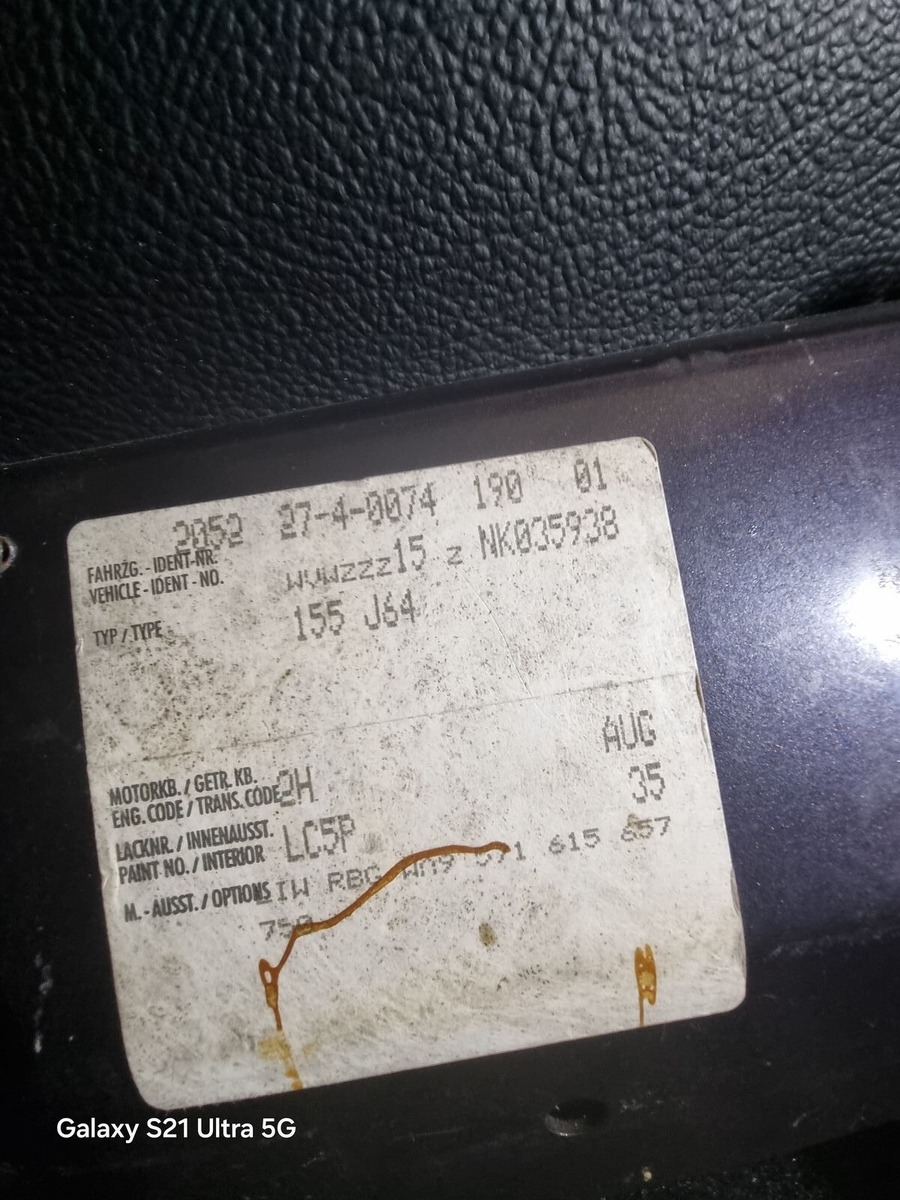 2052 27-4-0074 190 01
FAHRZG. - IDENT-NR.
VEHICLE - IDENT - NO. WVWZZZ15 Z NK035938
TYP / TYPE 155 J64
AUG
MOTORKB. / GETR. KB.
ENG. CODE / TRANS. CODE 2H 35
LACKNR. / INNENAUSST.
PAINT NO. / INTERIOR LC5P
M. - AUSST. / OPTIONS RBG 615 657
Galaxy S21 Ultra 5G